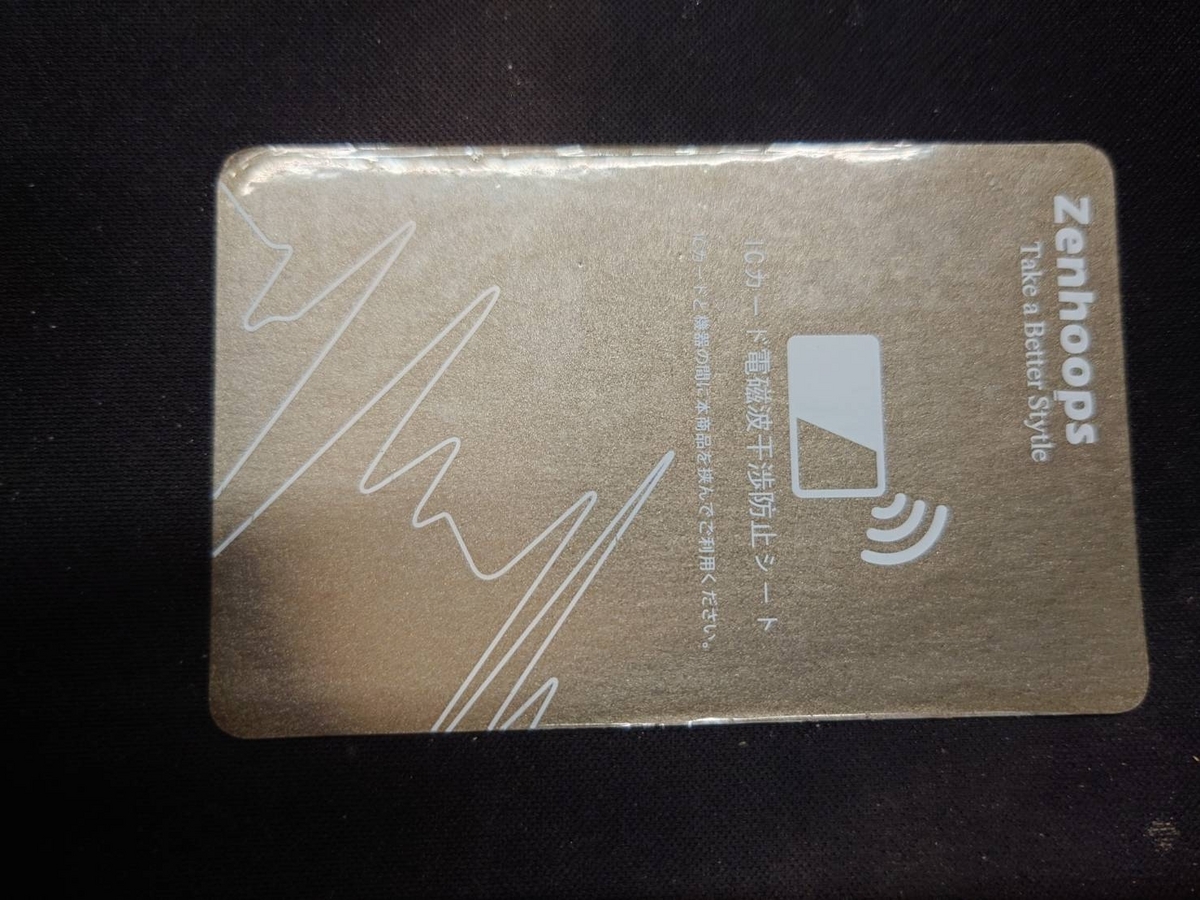 Zenhoops
Take a Better Stytle
ICカード電磁波干渉防止シート
ICカードと機器の間に本商品を挟んでご利用ください。